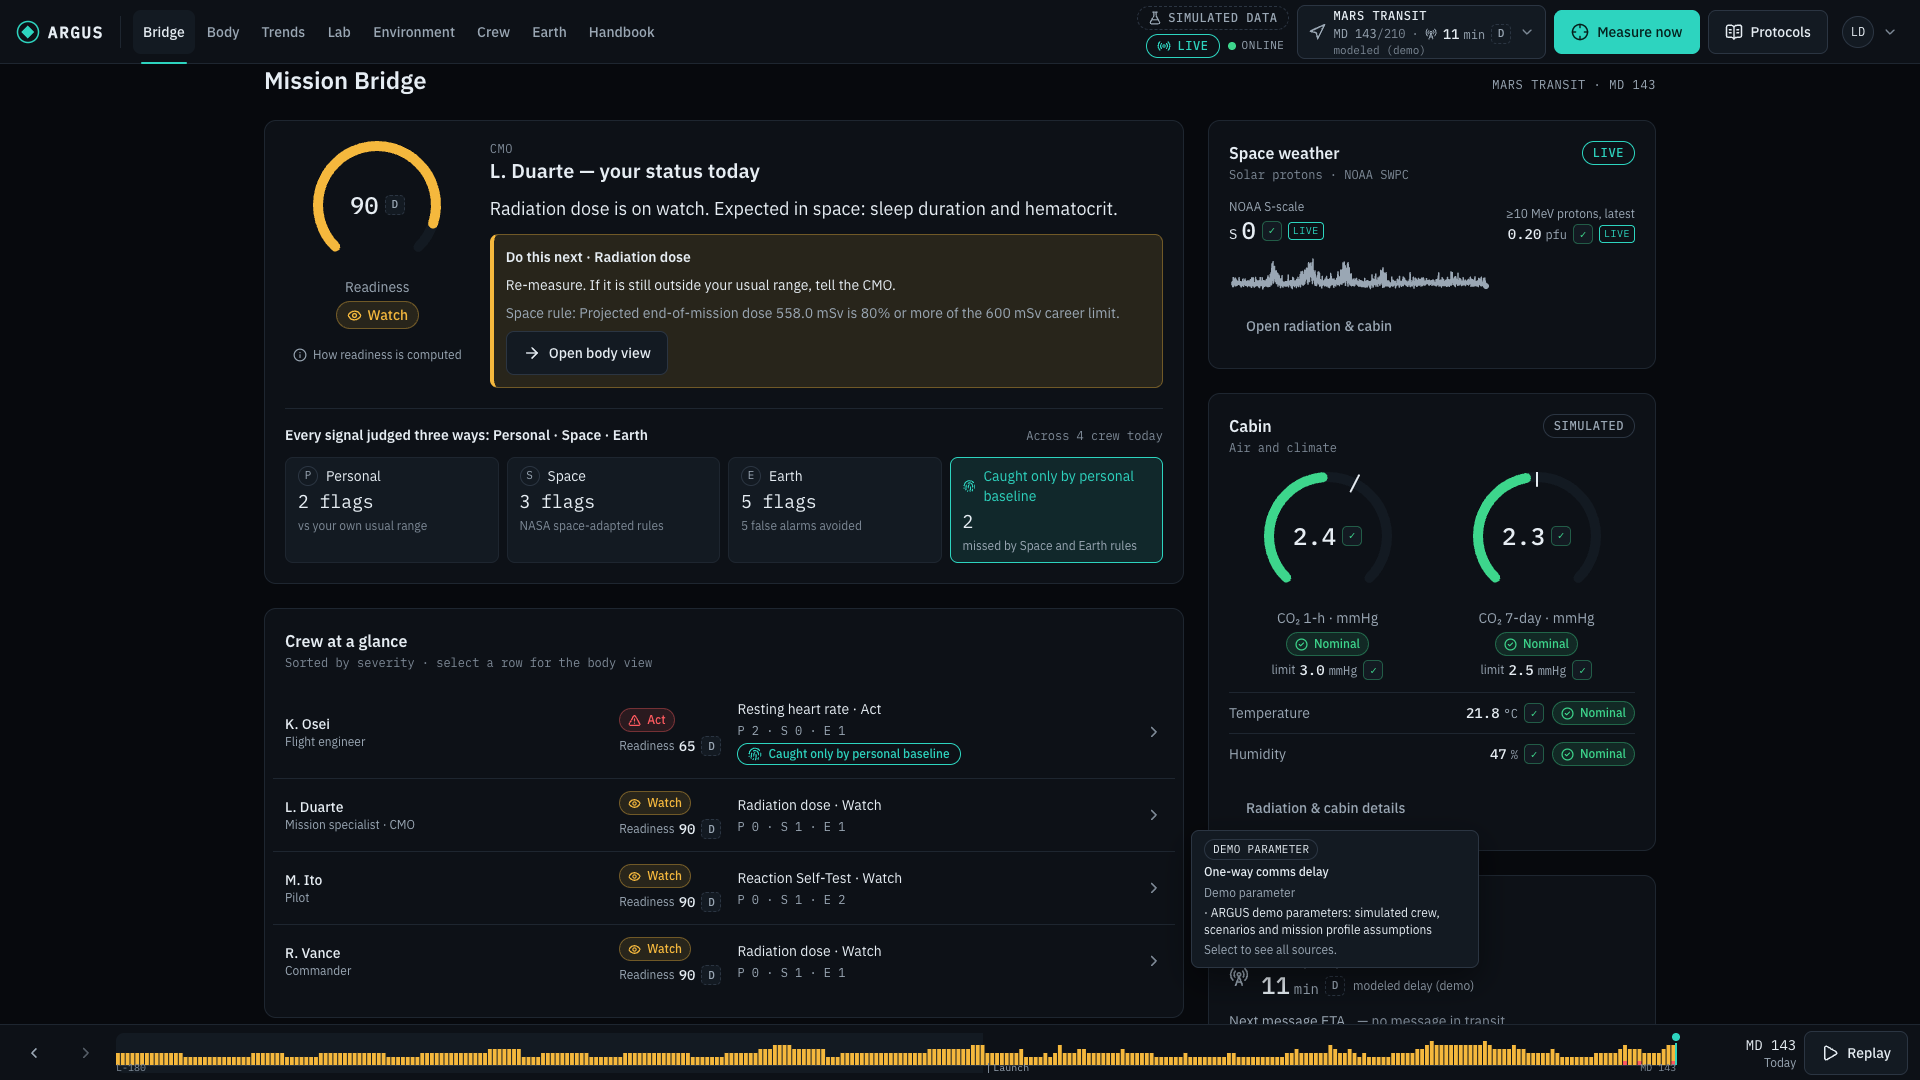 ARGUS
Bridge
Body
Trends
Lab
Environment
Crew
Earth
Handbook
SIMULATED DATA
LIVE
ONLINE
MARS TRANSIT
MD 143/210 · 11 min D
modeled (demo)
Measure now
Protocols
LD
Mission Bridge
MARS TRANSIT · MD 143
90 D
Readiness
Watch
How readiness is computed
CMO
L. Duarte — your status today
Radiation dose is on watch. Expected in space: sleep duration and hematocrit.
Do this next · Radiation dose
Re-measure. If it is still outside your usual range, tell the CMO.
Space rule: Projected end-of-mission dose 558.0 mSv is 80% or more of the 600 mSv career limit.
Open body view
Every signal judged three ways: Personal · Space · Earth
Across 4 crew today
P Personal
2 flags
vs your own usual range
S Space
3 flags
NASA space-adapted rules
E Earth
5 flags
5 false alarms avoided
Caught only by personal
baseline
2
missed by Space and Earth rules
Crew at a glance
Sorted by severity · select a row for the body view
K. Osei
Flight engineer
Act
Readiness 65 D
Resting heart rate · Act
P 2 · S 0 · E 1
Caught only by personal baseline
L. Duarte
Mission specialist · CMO
Watch
Readiness 90 D
Radiation dose · Watch
P 0 · S 1 · E 1
M. Ito
Pilot
Watch
Readiness 90 D
Reaction Self-Test · Watch
P 0 · S 1 · E 2
R. Vance
Commander
Watch
Readiness 90 D
Radiation dose · Watch
P 0 · S 1 · E 1
Space weather
LIVE
Solar protons · NOAA SWPC
NOAA S-scale
S 0 ✓ LIVE
≥10 MeV protons, latest
0.20 pfu ✓ LIVE
Open radiation & cabin
Cabin
SIMULATED
Air and climate
2.4 ✓
CO₂ 1-h · mmHg
Nominal
limit 3.0 mmHg ✓
2.3 ✓
CO₂ 7-day · mmHg
Nominal
limit 2.5 mmHg ✓
Temperature
21.8 °C ✓ Nominal
Humidity
47 % ✓ Nominal
Radiation & cabin details
DEMO PARAMETER
One-way comms delay
Demo parameter
· ARGUS demo parameters: simulated crew,
scenarios and mission profile assumptions
Select to see all sources.
11 min D modeled delay (demo)
Next message ETA — no message in transit
L-180
Launch
MD 143
MD 143
Today
Replay